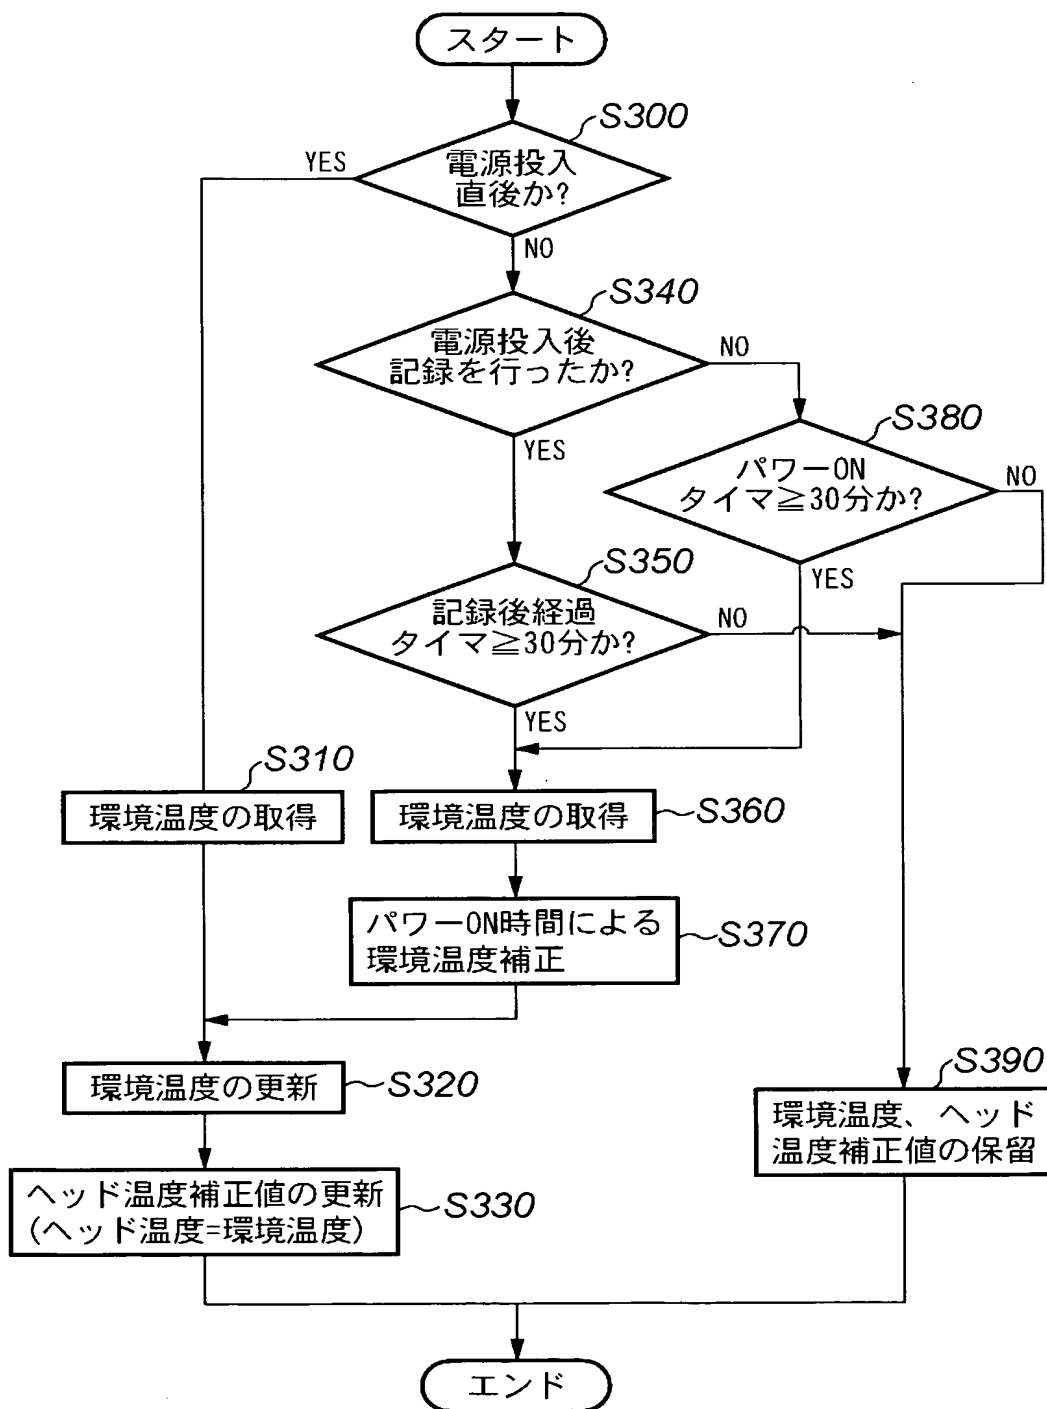 スタート
S300
電源投入
直後か?
YES
NO
S340
電源投入後
記録を行ったか?
NO
YES
S380
パワーON
タイマ≧30分か?
NO
YES
S350
記録後経過
タイマ≧30分か?
NO
YES
S310
環境温度の取得
環境温度の取得
S360
パワーON時間による
環境温度補正
S370
環境温度の更新
S320
S390
環境温度、ヘッド
温度補正値の保留
ヘッド温度補正値の更新
(ヘッド温度=環境温度)
S330
エンド